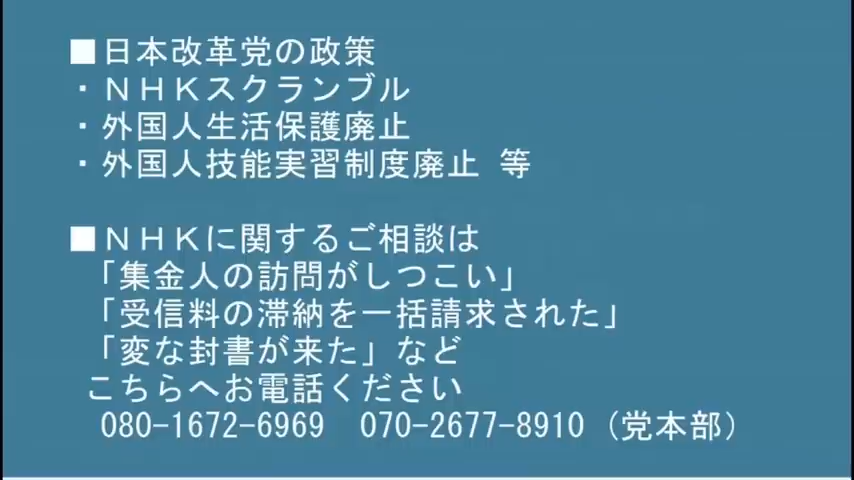 ■日本改革党の政策
・ＮＨＫスクランブル
・外国人生活保護廃止
・外国人技能実習制度廃止 等
■ＮＨＫに関するご相談は
「集金人の訪問がしつこい」
「受信料の滞納を一括請求された」
「変な封書が来た」など
こちらへお電話ください
080-1672-6969　070-2677-8910（党本部）